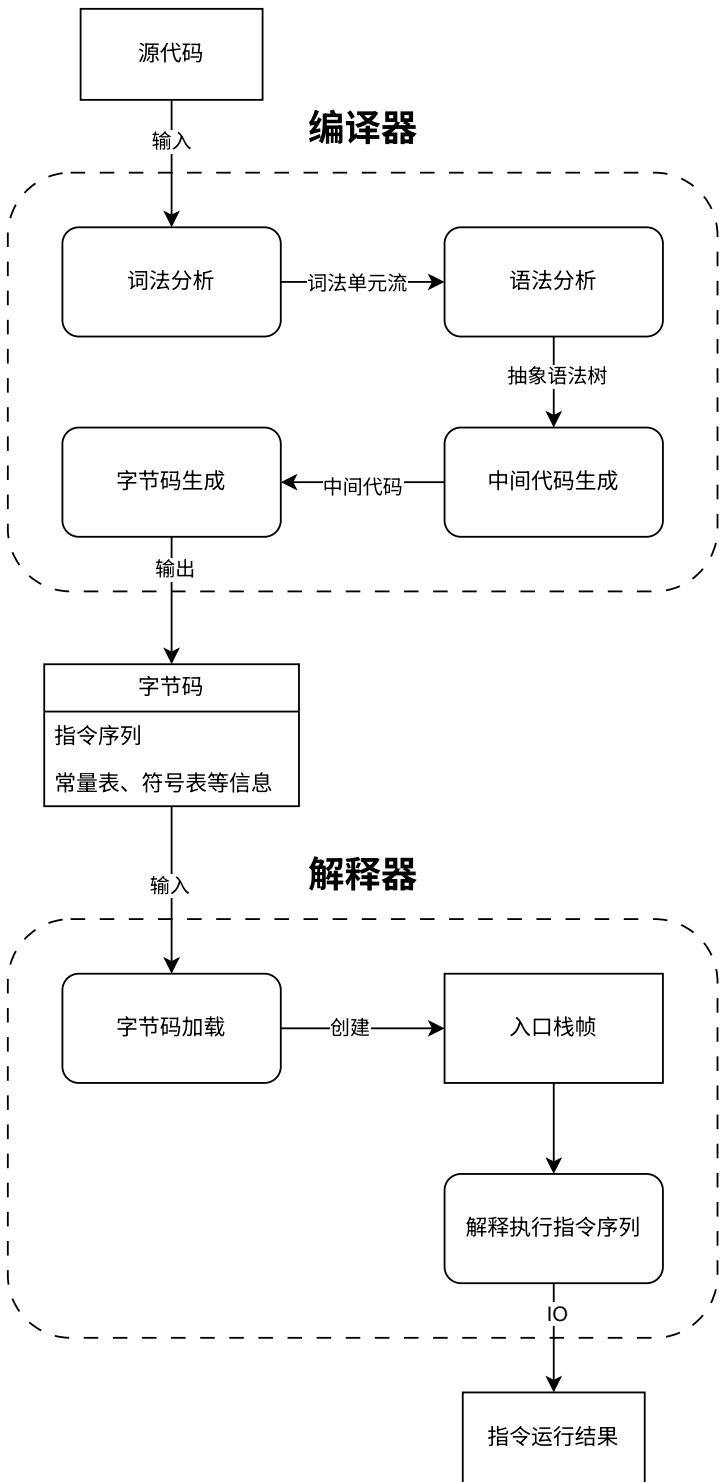 源代码
输入
编译器
词法分析
词法单元流
语法分析
抽象语法树
中间代码生成
中间代码
字节码生成
输出
字节码
指令序列
常量表、符号表等信息
输入
解释器
字节码加载
创建
入口栈帧
解释执行指令序列
IO
指令运行结果